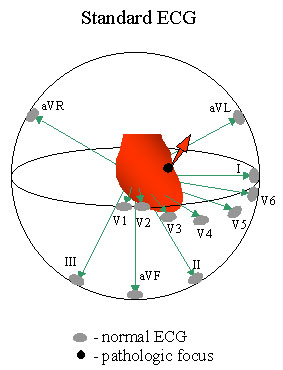 Standard ECG
aVR
aVL
I
V6
V1
V2
V3
V4
V5
III
aVF
II
- normal ECG
- pathologic focus